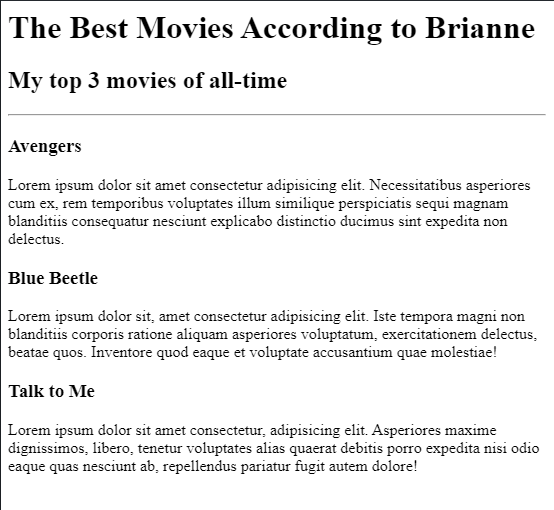 The Best Movies According to Brianne
My top 3 movies of all-time
Avengers
Lorem ipsum dolor sit amet consectetur adipisicing elit. Necessitatibus asperiores
cum ex, rem temporibus voluptates illum similique perspiciatis sequi magnam
blanditiis consequatur nesciunt explicabo distinctio ducimus sint expedita non
delectus.
Blue Beetle
Lorem ipsum dolor sit, amet consectetur adipisicing elit. Iste tempora magni non
blanditiis corporis ratione aliquam asperiores voluptatum, exercitationem delectus,
beatae quos. Inventore quod eaque et voluptate accusantium quae molestiae!
Talk to Me
Lorem ipsum dolor sit amet consectetur, adipisicing elit. Asperiores maxime
dignissimos, libero, tenetur voluptates alias quaerat debitis porro expedita nisi odio
eaque quas nesciunt ab, repellendus pariatur fugit autem dolore!